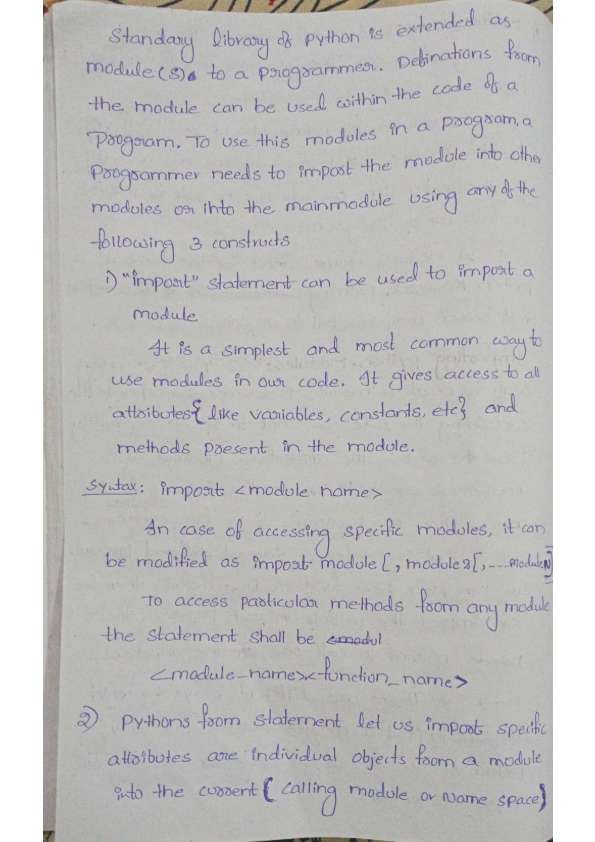 Standary library of python is extended as
module(s) to a programmer. Definations from
the module can be used within the code of a
Program. To use this modules in a program, a
Programmer needs to import the module into other
modules or into the mainmodule using any of the
following 3 constructs
1) "import" statement can be used to import a
module
It is a simplest and most common way to
use modules in our code. It gives access to all
attributes{ like variables, constants, etc} and
methods present in the module.
Sytax: import <module name>
In case of accessing specific modules, it can
be modified as import module [, module2[, ... moduleN]
To access particular methods from any module
the statement shall be
<module-name>.<function_name>
2) Pythons from statement let us import specific
attributes are individual objects from a module
into the current { calling module or Name space}